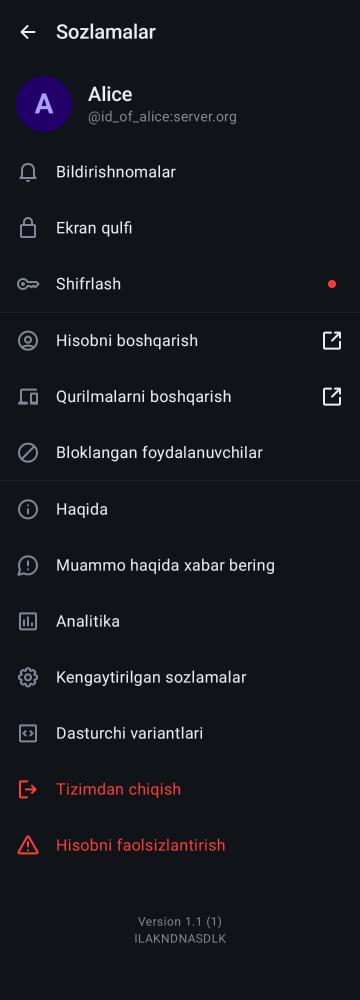 Sozlamalar
A
Alice
@id_of_alice:server.org
Bildirishnomalar
Ekran qulfi
Shifrlash
Hisobni boshqarish
Qurilmalarni boshqarish
Bloklangan foydalanuvchilar
Haqida
Muammo haqida xabar bering
Analitika
Kengaytirilgan sozlamalar
Dasturchi variantlari
Tizimdan chiqish
Hisobni faolsizlantirish
Version 1.1 (1)
ILAKNDNASDLK